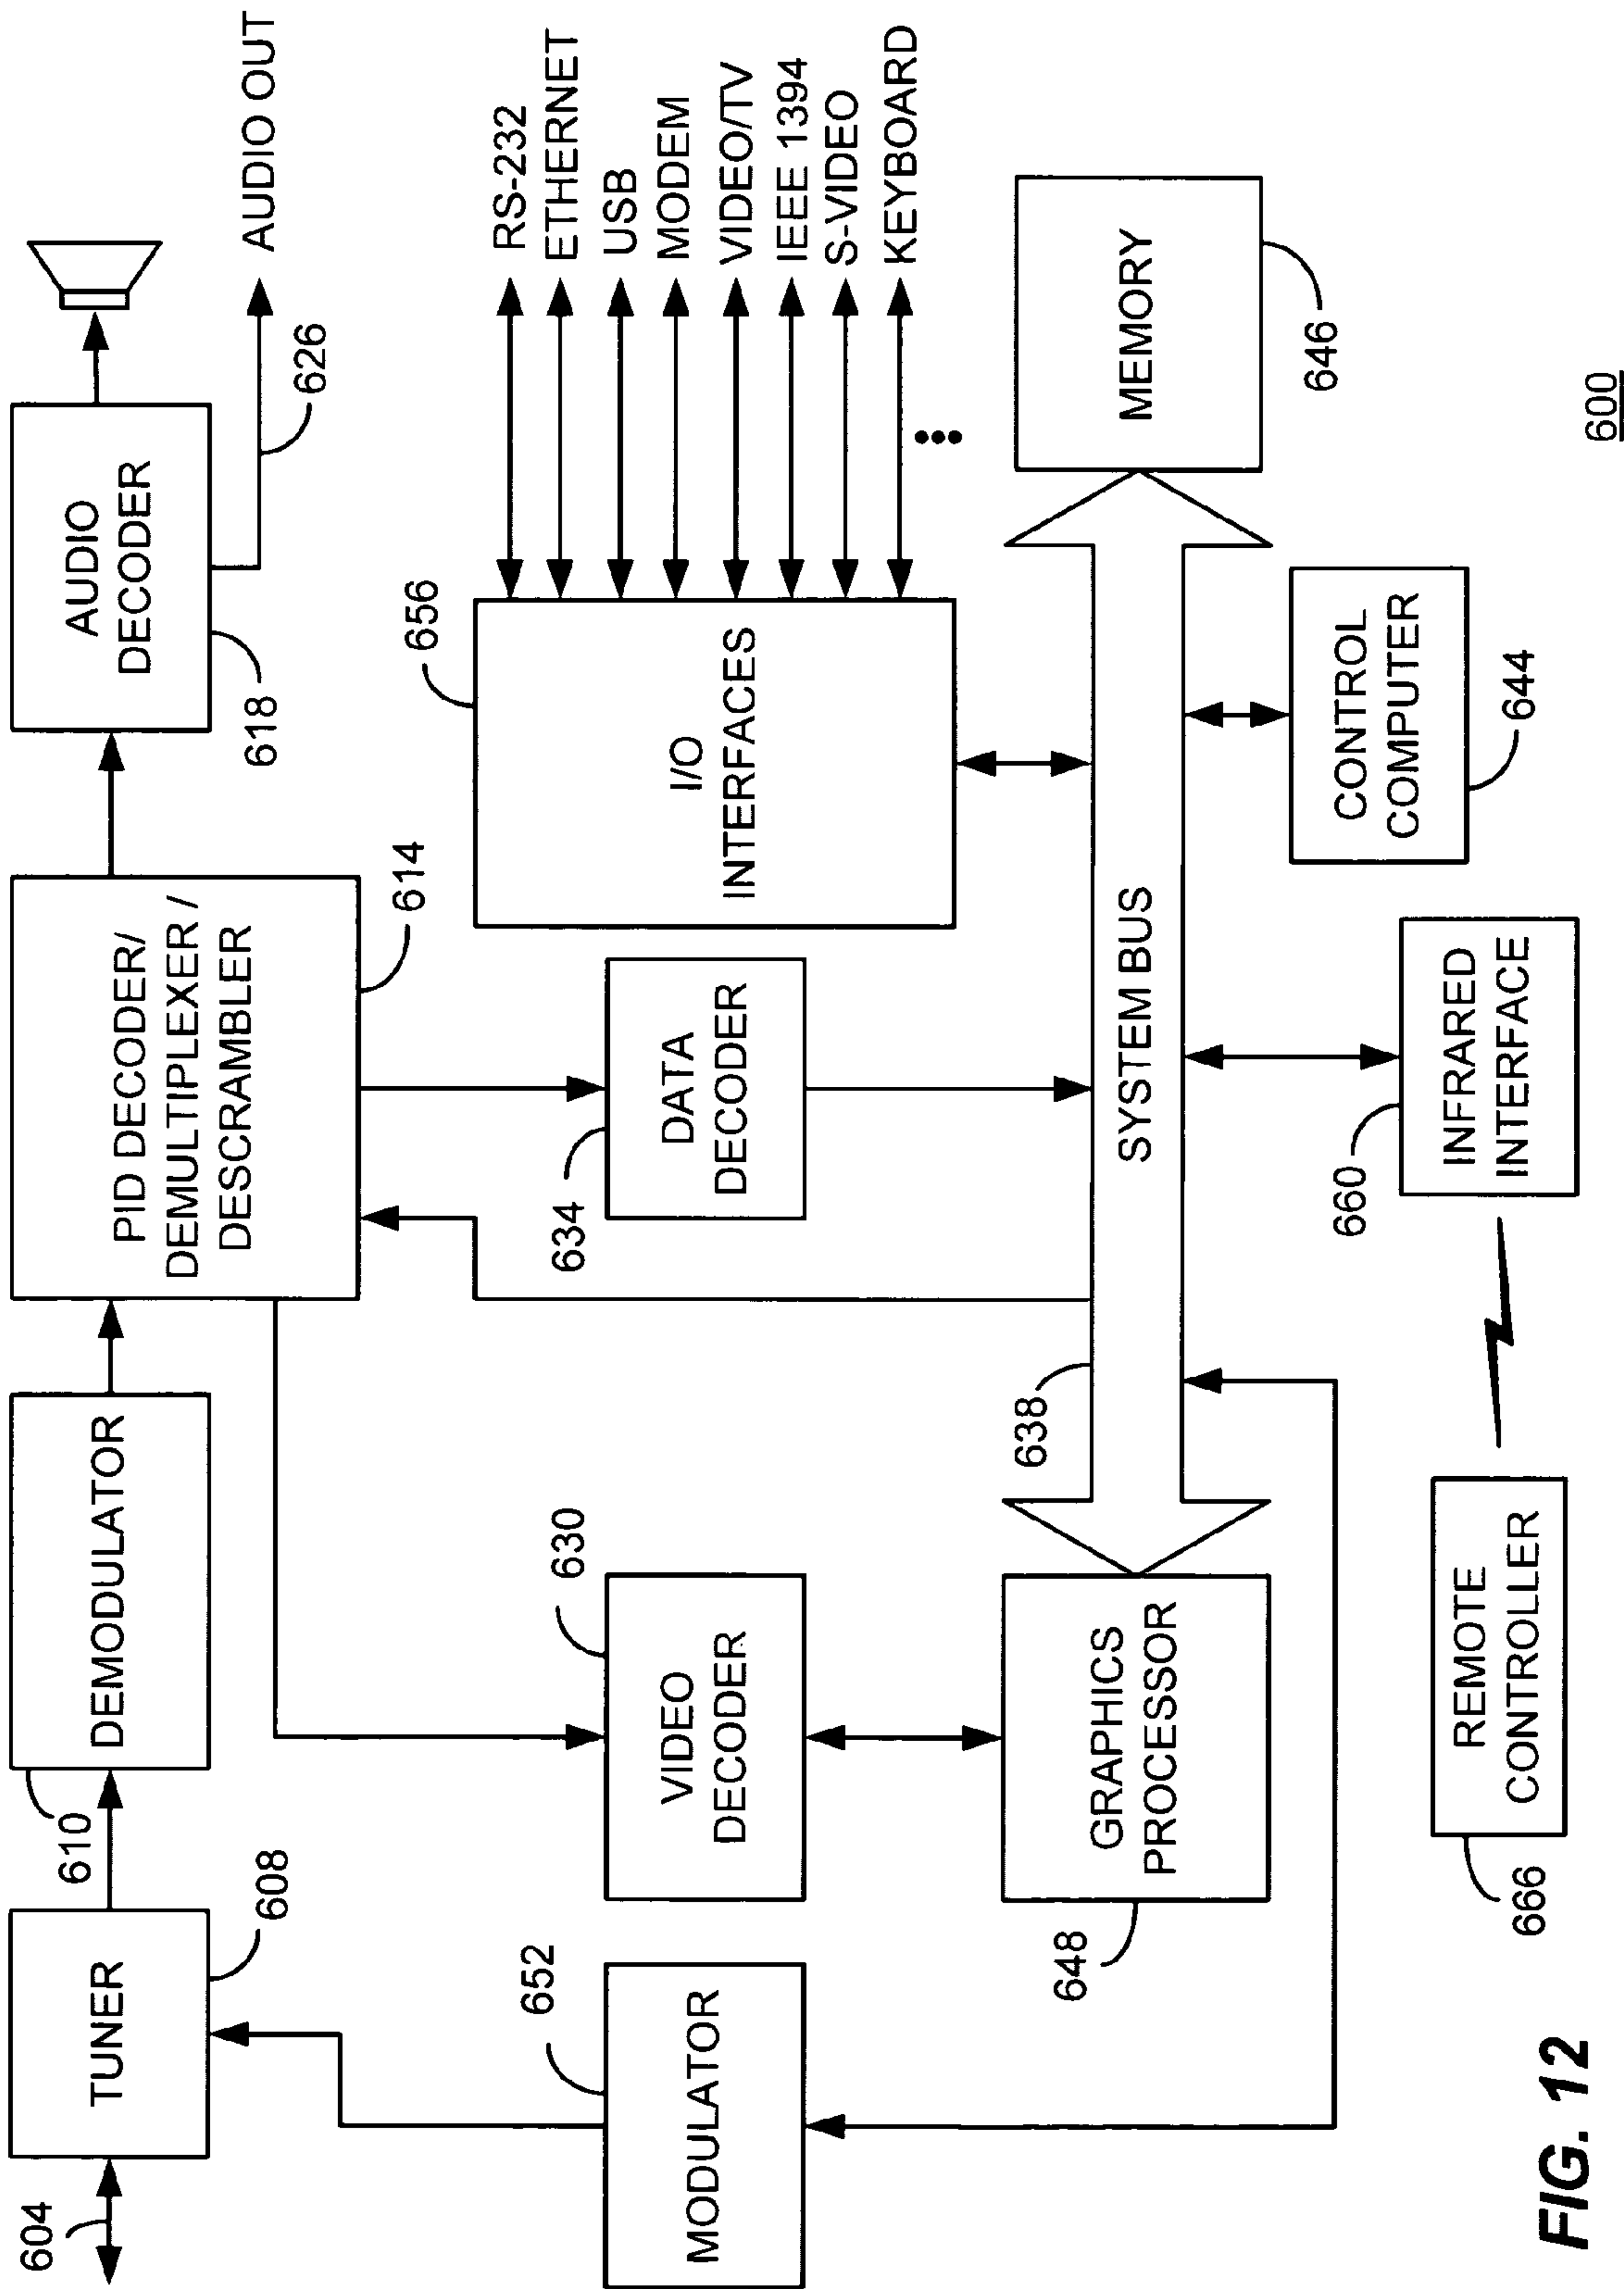 604
TUNER
608
610
DEMODULATOR
PID DECODER/
DEMULTIPLEXER /
DESCRAMBLER
614
AUDIO
DECODER
618
626
AUDIO OUT
652
MODULATOR
630
VIDEO
DECODER
634
DATA
DECODER
656
I/O
INTERFACES
RS-232
ETHERNET
USB
MODEM
VIDEO/TV
IEEE 1394
S-VIDEO
KEYBOARD
648
GRAPHICS
PROCESSOR
638
SYSTEM BUS
MEMORY
646
666
REMOTE
CONTROLLER
660
INFRARED
INTERFACE
CONTROL
COMPUTER
644
FIG. 12
600